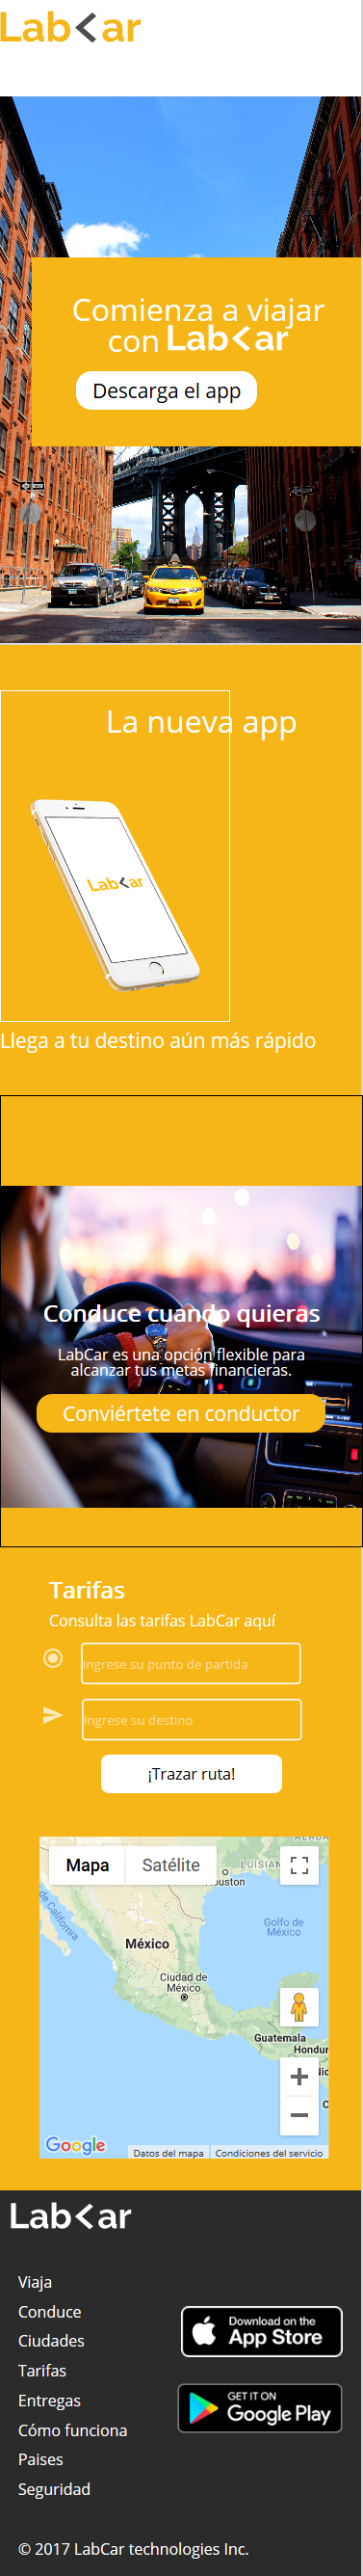 Lab<ar
Comienza a viajar
con Lab<ar
Descarga el app
La nueva app
Lab<ar
Llega a tu destino aún más rápido
Conduce cuando quieras
LabCar es una opción flexible para
alcanzar tus metas financieras.
Conviértete en conductor
Tarifas
Consulta las tarifas LabCar aquí
Ingrese su punto de partida
Ingrese su destino
¡Trazar ruta!
Mapa
Satélite
LUISIAN
ouston
de California
Golfo de
México
México
Ciudad de
México
Guatemala
Hondur
Nic
Google
Datos del mapa
Condiciones del servicio
Lab<ar
Viaja
Conduce
Ciudades
Tarifas
Entregas
Cómo funciona
Paises
Seguridad
Download on the
App Store
GET IT ON
Google Play
© 2017 LabCar technologies Inc.